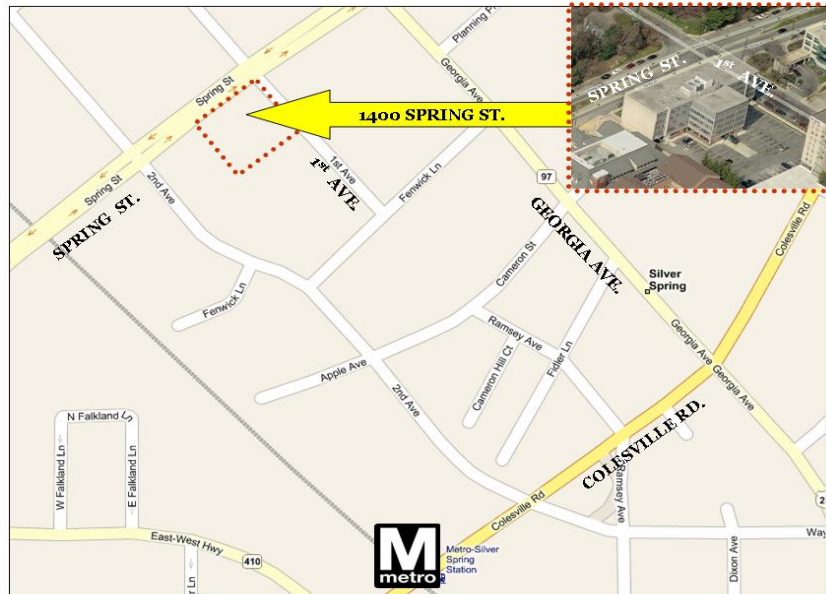 Planning Pl
Spring St
Georgia Ave
SPRING ST.
1st AVE.
1400 SPRING ST.
1st Ave
1st AVE.
Fenwick Ln
97
Spring St
2nd Ave
SPRING ST.
GEORGIA AVE.
Colesville Rd
Cameron St
Silver
Spring
Fenwick Ln
Ramsey Ave
Georgia Ave
Georgia Ave
Apple Ave
Cameron Hill Ct
Fidler Ln
2nd Ave
COLESVILLE RD.
N Falkland Ln
W Falkland Ln
E Falkland Ln
Ramsey Ave
Colesville Rd
2
East-West Hwy
410
M
metro
Metro-Silver
Spring
Station
Dixon Ave
Way
r Ln